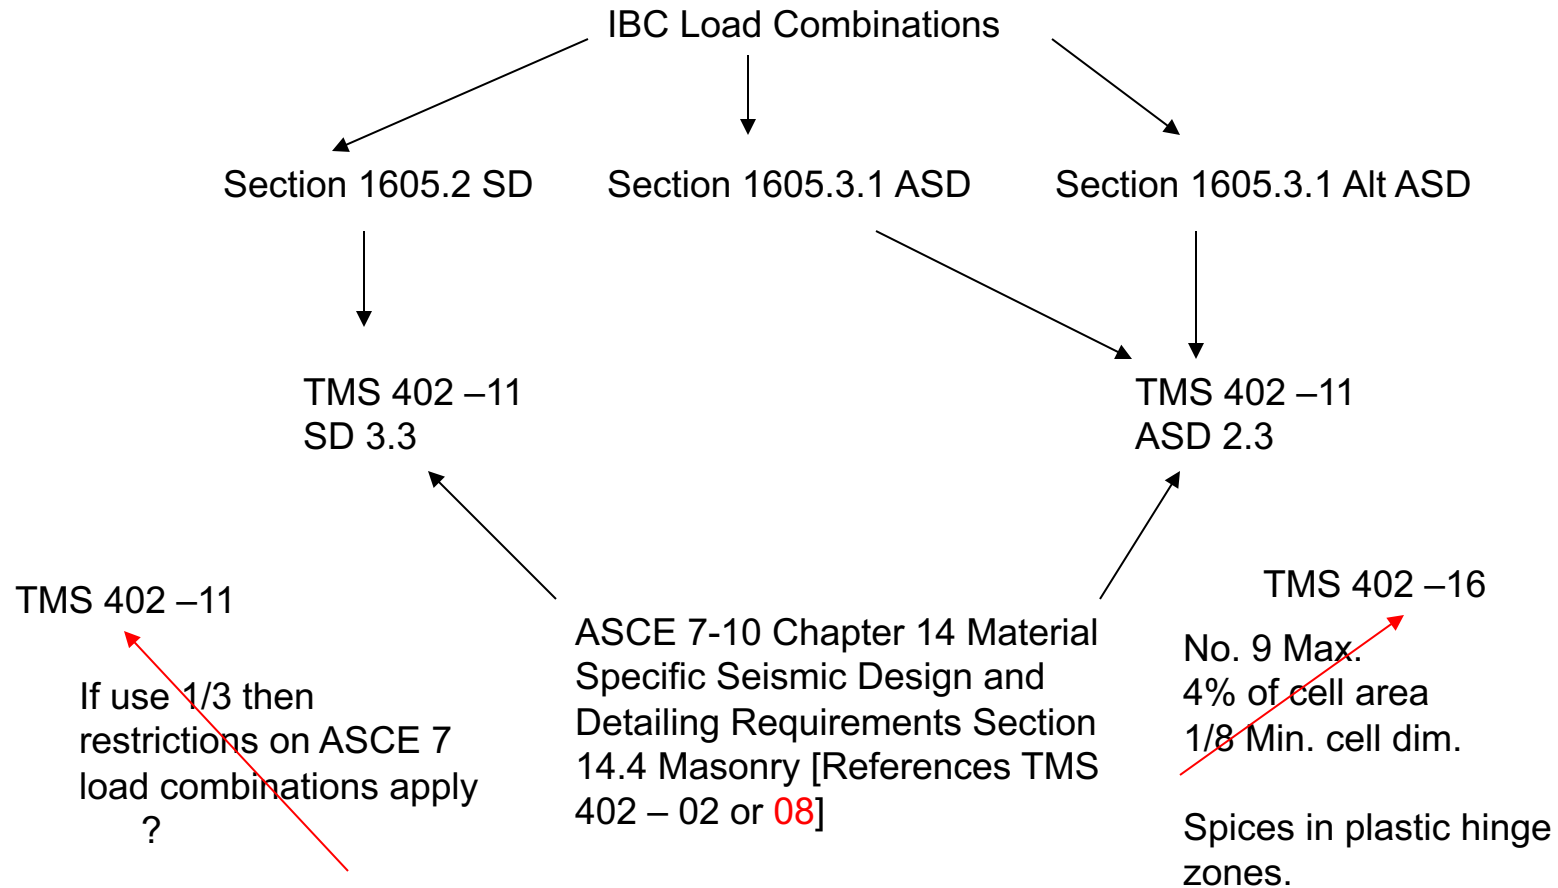 IBC Load Combinations
Section 1605.2 SD
Section 1605.3.1 ASD
Section 1605.3.1 Alt ASD
TMS 402 –11
SD 3.3
TMS 402 –11
ASD 2.3
TMS 402 –11
If use 1/3 then
restrictions on ASCE 7
load combinations apply
?
ASCE 7-10 Chapter 14 Material
Specific Seismic Design and
Detailing Requirements Section
14.4 Masonry [References TMS
402 – 02 or 08]
TMS 402 –16
No. 9 Max.
4% of cell area
1/8 Min. cell dim.
Spices in plastic hinge
zones.